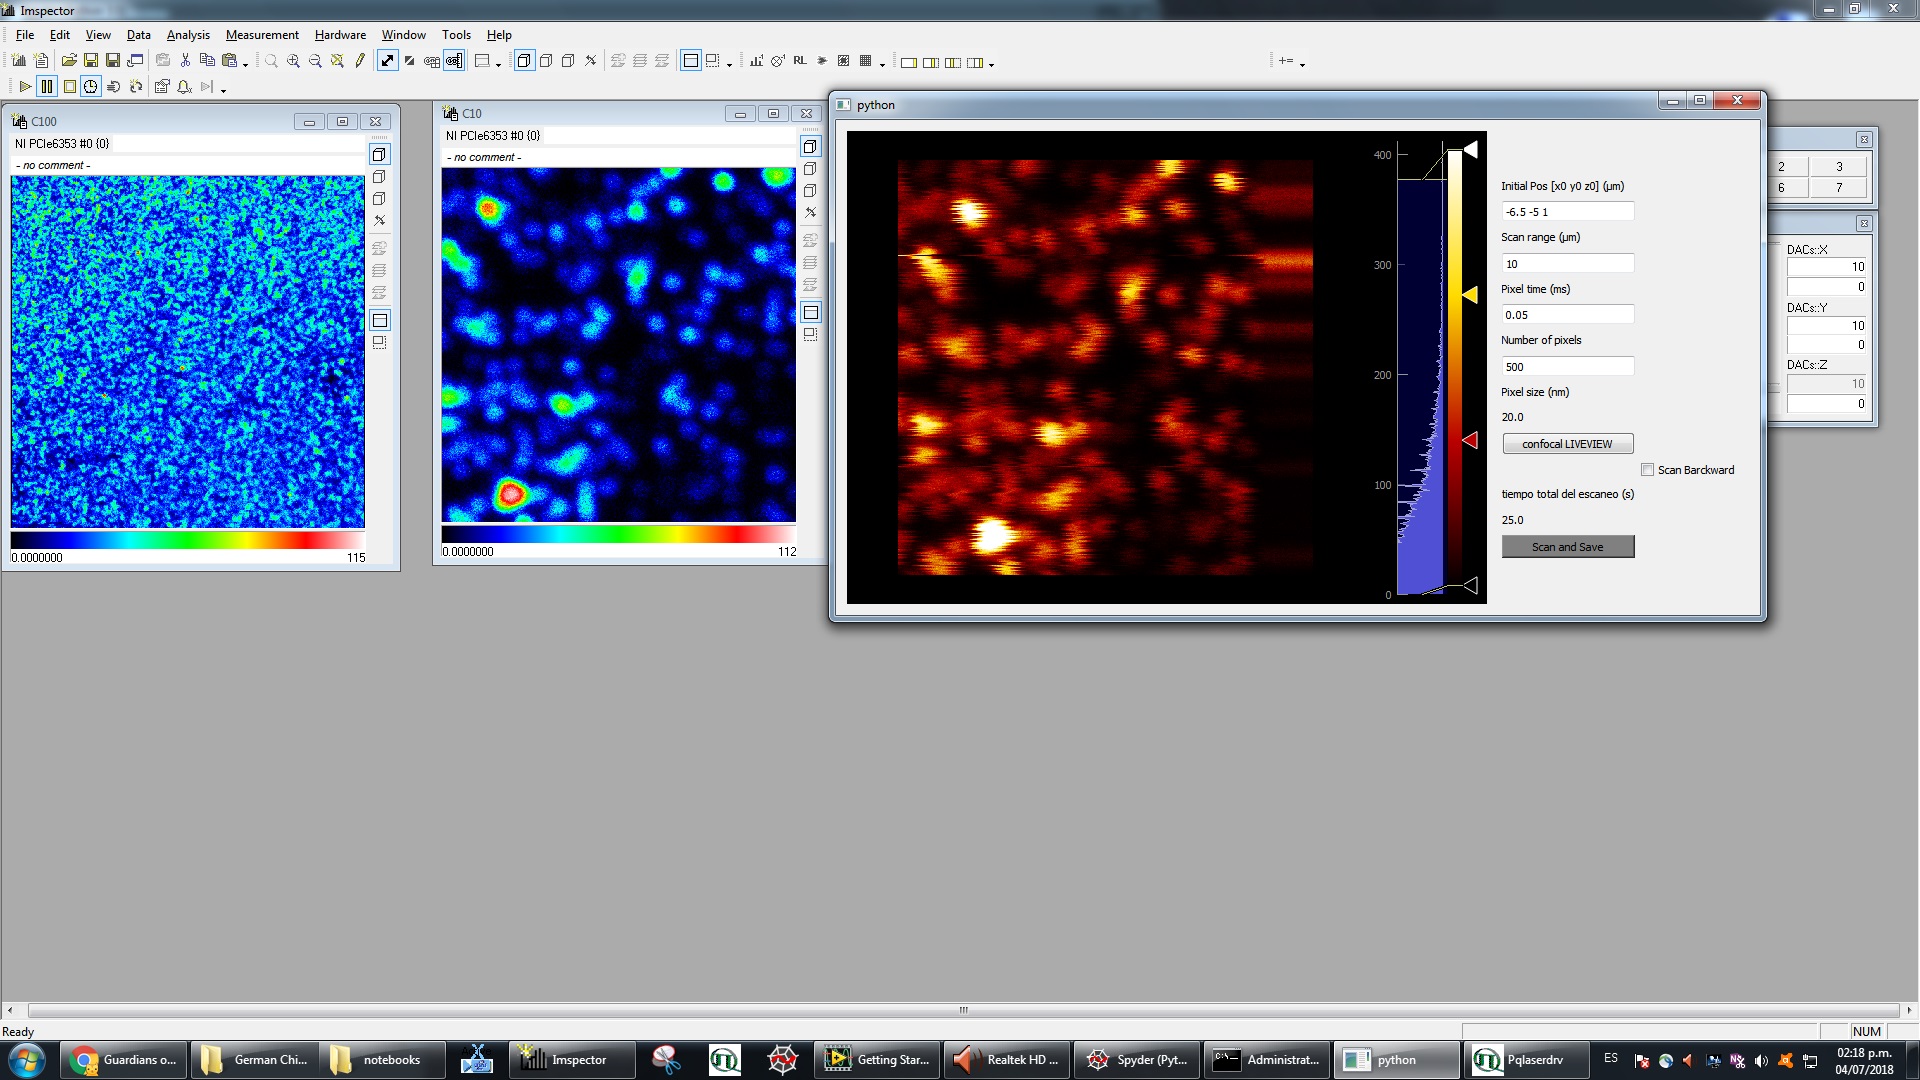 Imspector
File Edit View Data Analysis Measurement Hardware Window Tools Help
RL
+=
C100
NI PCIe6353 #0 {0}
- no comment -
0.0000000 115
C10
NI PCIe6353 #0 {0}
- no comment -
0.0000000 112
python
400
300
200
100
0
Initial Pos [x0 y0 z0] (µm)
-6.5 -5 1
Scan range (µm)
10
Pixel time (ms)
0.05
Number of pixels
500
Pixel size (nm)
20.0
confocal LIVEVIEW
Scan Barckward
tiempo total del escaneo (s)
25.0
Scan and Save
2 3
6 7
DACs::X
10
0
DACs::Y
10
0
DACs::Z
10
0
Ready
NUM
Guardians o... German Chi... notebooks Imspector Getting Star... Realtek HD ... Spyder (Pyt... Administrat... python Pqlaserdrv ES
02:18 p.m.
04/07/2018